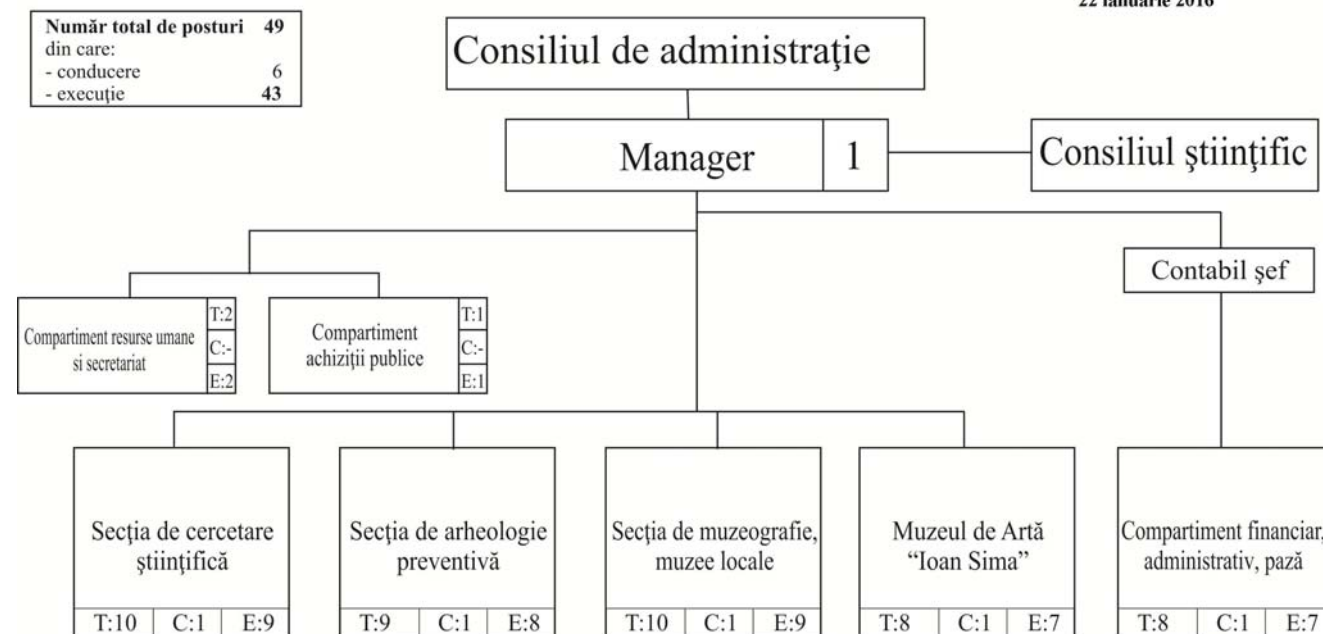 22 ianuarie 2016
Număr total de posturi 49
din care:
- conducere 6
- execuţie 43
Consiliul de administraţie
Manager 1
Consiliul ştiinţific
Contabil şef
Compartiment resurse umane
si secretariat
T:2
C:-
E:2
Compartiment
achiziţii publice
T:1
C:-
E:1
Secţia de cercetare
ştiinţifică
T:10 C:1 E:9
Secţia de arheologie
preventivă
T:9 C:1 E:8
Secţia de muzeografie,
muzee locale
T:10 C:1 E:9
Muzeul de Artă
“Ioan Sima”
T:8 C:1 E:7
Compartiment financiar,
administrativ, pază
T:8 C:1 E:7